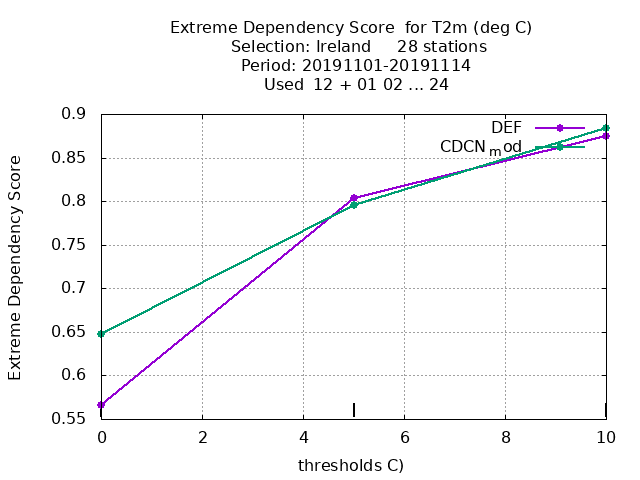 Extreme Dependency Score  for T2m (deg C)
Selection: Ireland     28 stations
Period: 20191101-20191114
Used  12 + 01 02 ... 24
Extreme Dependency Score
0.9
0.85
0.8
0.75
0.7
0.65
0.6
0.55
DEF
CDCNmod
0 2 4 6 8 10
thresholds C)